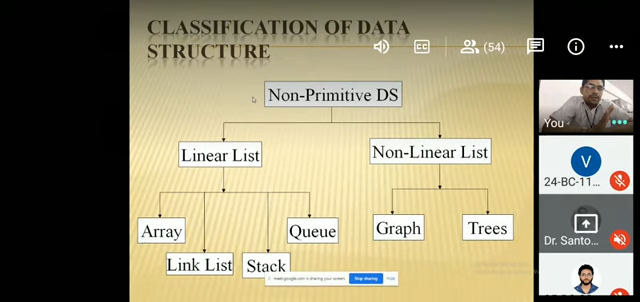 CLASSIFICATION OF DATA
STRUCTURE
(54)
Non-Primitive DS
You
Linear List
Non-Linear List
V
24-BC-11...
Array
Queue
Graph
Trees
Dr. Santo...
Link List
Stack
meet.google.com is sharing your screen.
Stop sharing
Hide